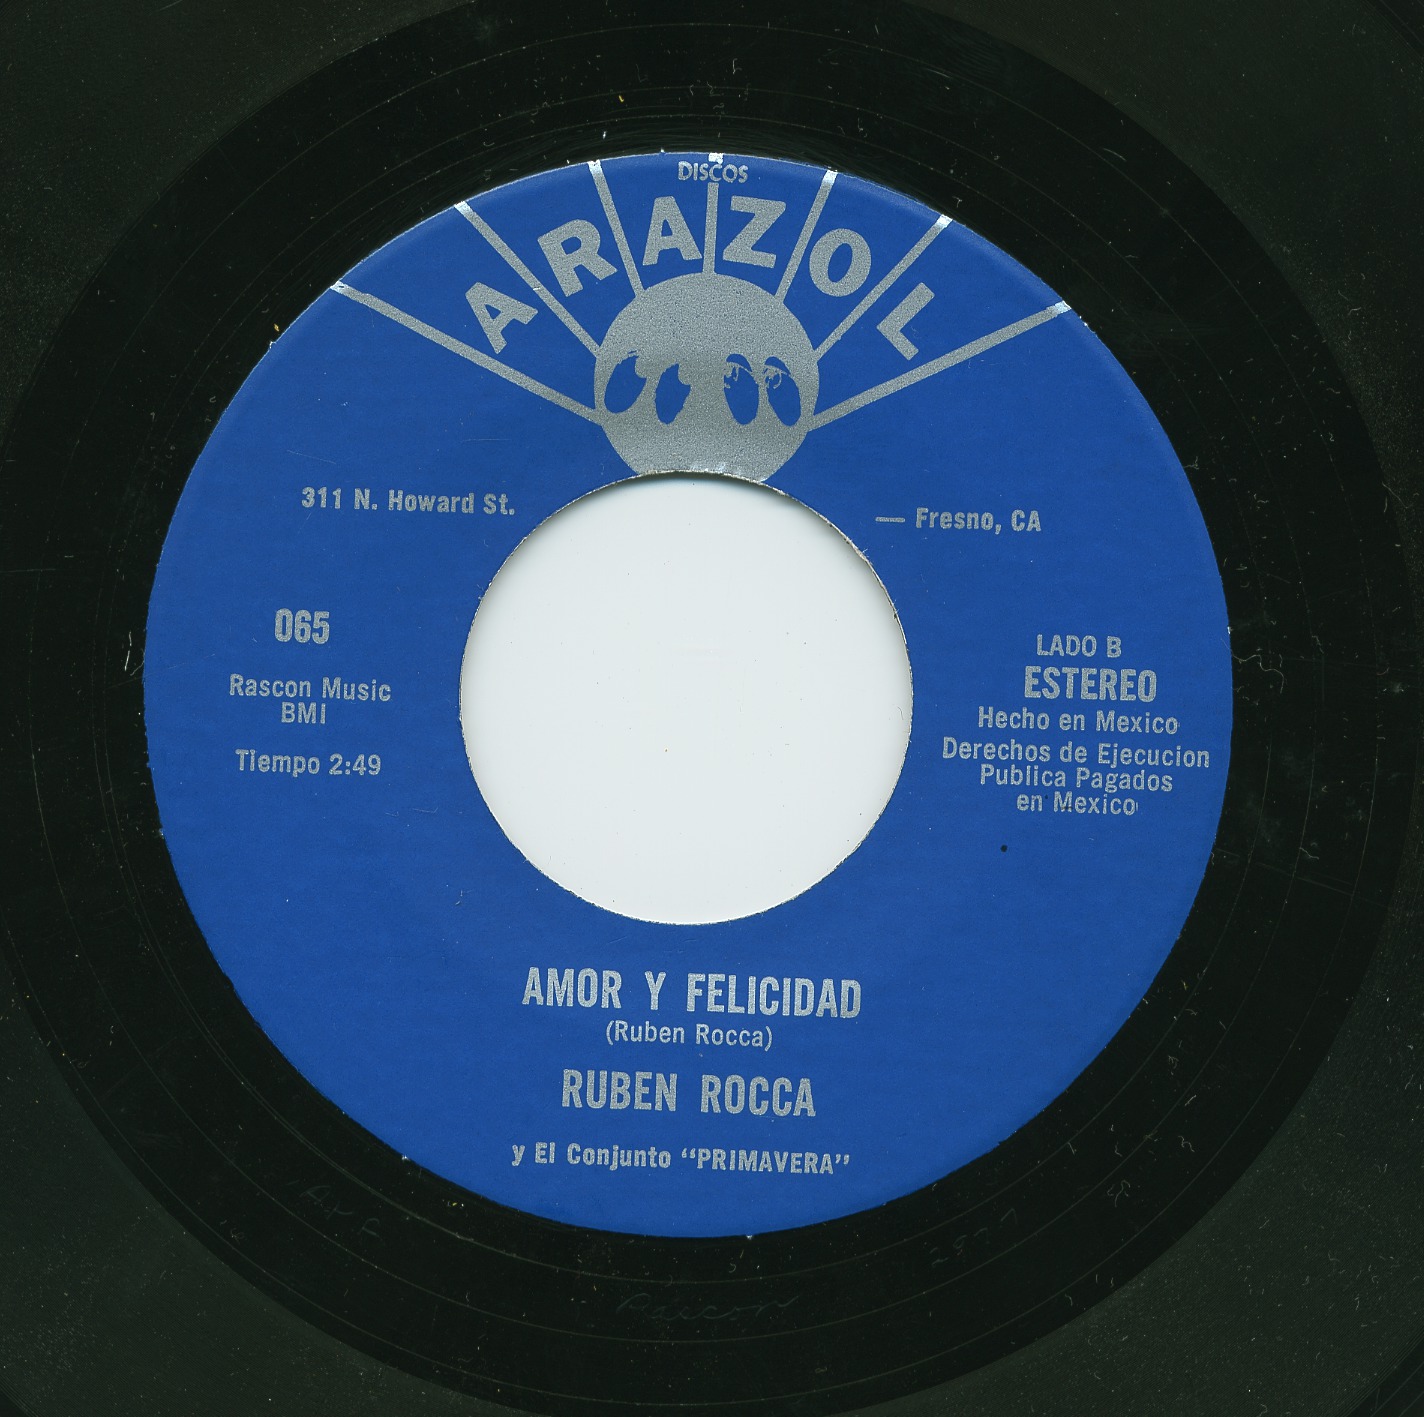 DISCOS
ARAZOL
311 N. Howard St. — Fresno, CA
065
Rascon Music
BMI
Tiempo 2:49
LADO B
ESTEREO
Hecho en Mexico
Derechos de Ejecucion
Publica Pagados
en Mexico
AMOR Y FELICIDAD
(Ruben Rocca)
RUBEN ROCCA
y El Conjunto “PRIMAVERA”